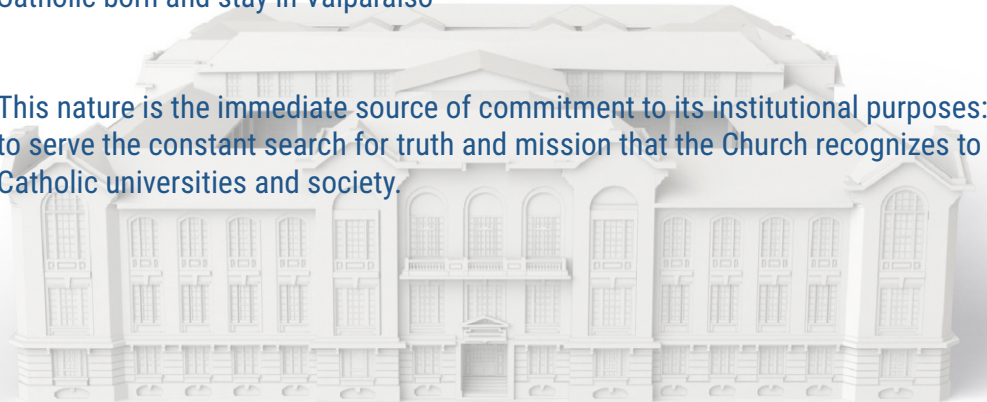 Catholic born and stay in Valparaíso
This nature is the immediate source of commitment to its institutional purposes:
to serve the constant search for truth and mission that the Church recognizes to
Catholic universities and society.